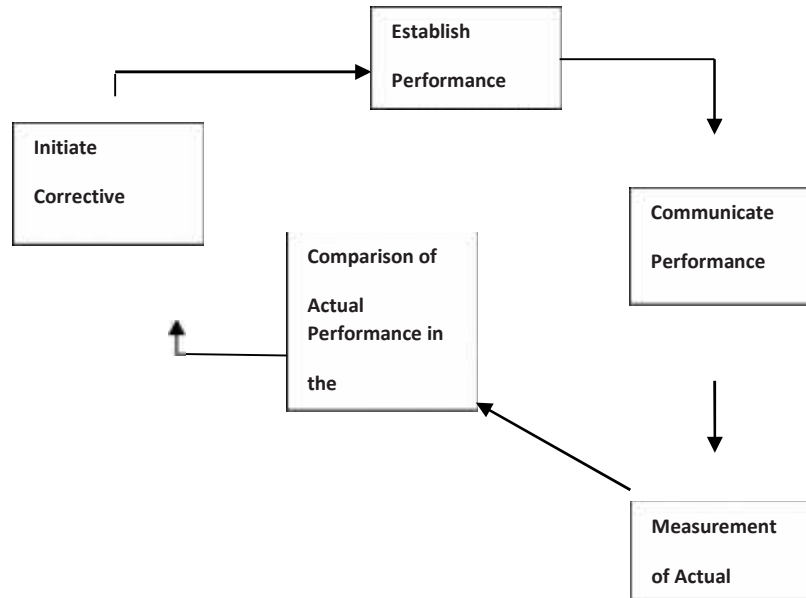 Establish
Performance
Initiate
Corrective
Communicate
Performance
Comparison of
Actual
Performance in
the
Measurement
of Actual